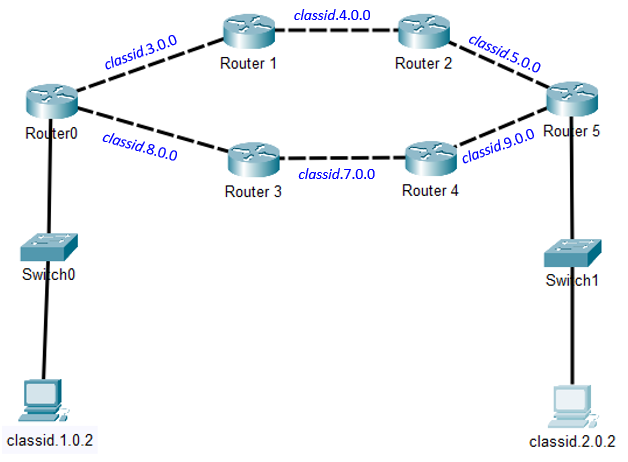 classid.4.0.0
classid.3.0.0
classid.5.0.0
Router 1
Router 2
Router0
Router 5
classid.8.0.0
classid.9.0.0
Router 3
classid.7.0.0
Router 4
Switch0
Switch1
classid.1.0.2
classid.2.0.2